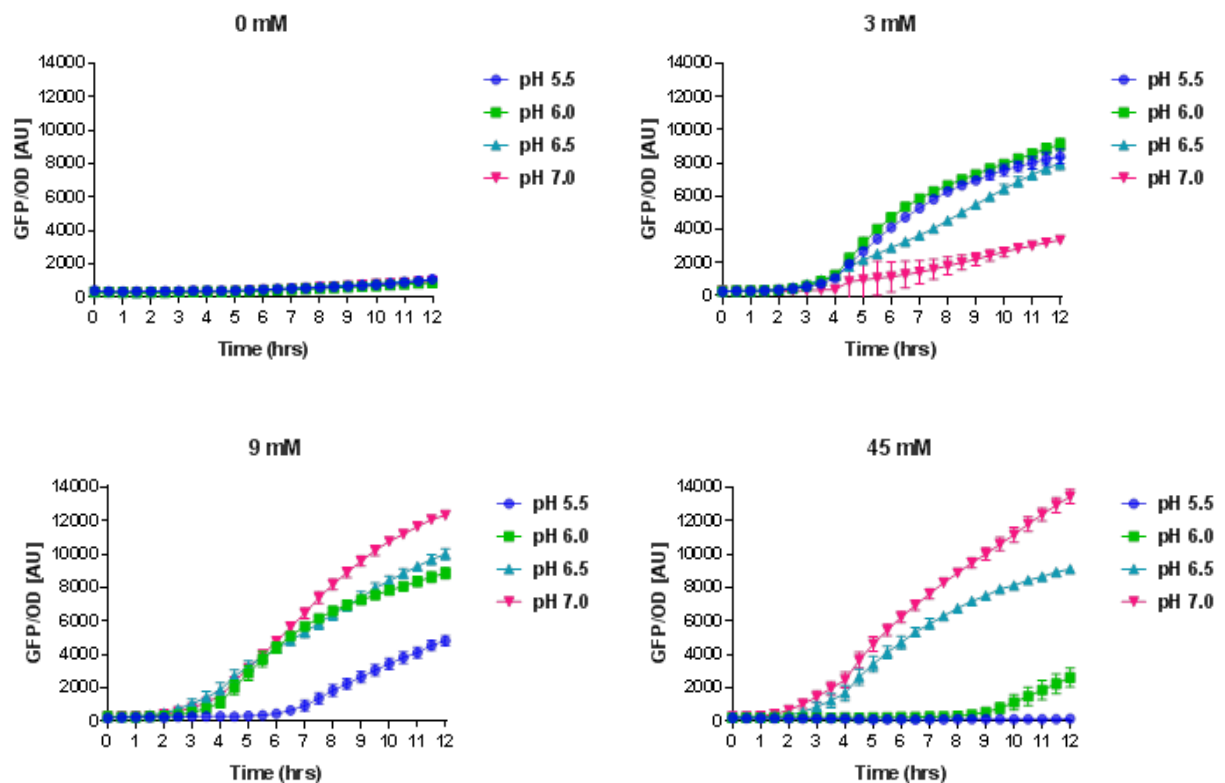 0 mM
GFP/OD [AU]
14000
12000
10000
8000
6000
4000
2000
0
0 1 2 3 4 5 6 7 8 9 10 11 12
Time (hrs)
pH 5.5
pH 6.0
pH 6.5
pH 7.0
3 mM
GFP/OD [AU]
14000
12000
10000
8000
6000
4000
2000
0
0 1 2 3 4 5 6 7 8 9 10 11 12
Time (hrs)
pH 5.5
pH 6.0
pH 6.5
pH 7.0
9 mM
GFP/OD [AU]
14000
12000
10000
8000
6000
4000
2000
0
0 1 2 3 4 5 6 7 8 9 10 11 12
Time (hrs)
pH 5.5
pH 6.0
pH 6.5
pH 7.0
45 mM
GFP/OD [AU]
14000
12000
10000
8000
6000
4000
2000
0
0 1 2 3 4 5 6 7 8 9 10 11 12
Time (hrs)
pH 5.5
pH 6.0
pH 6.5
pH 7.0